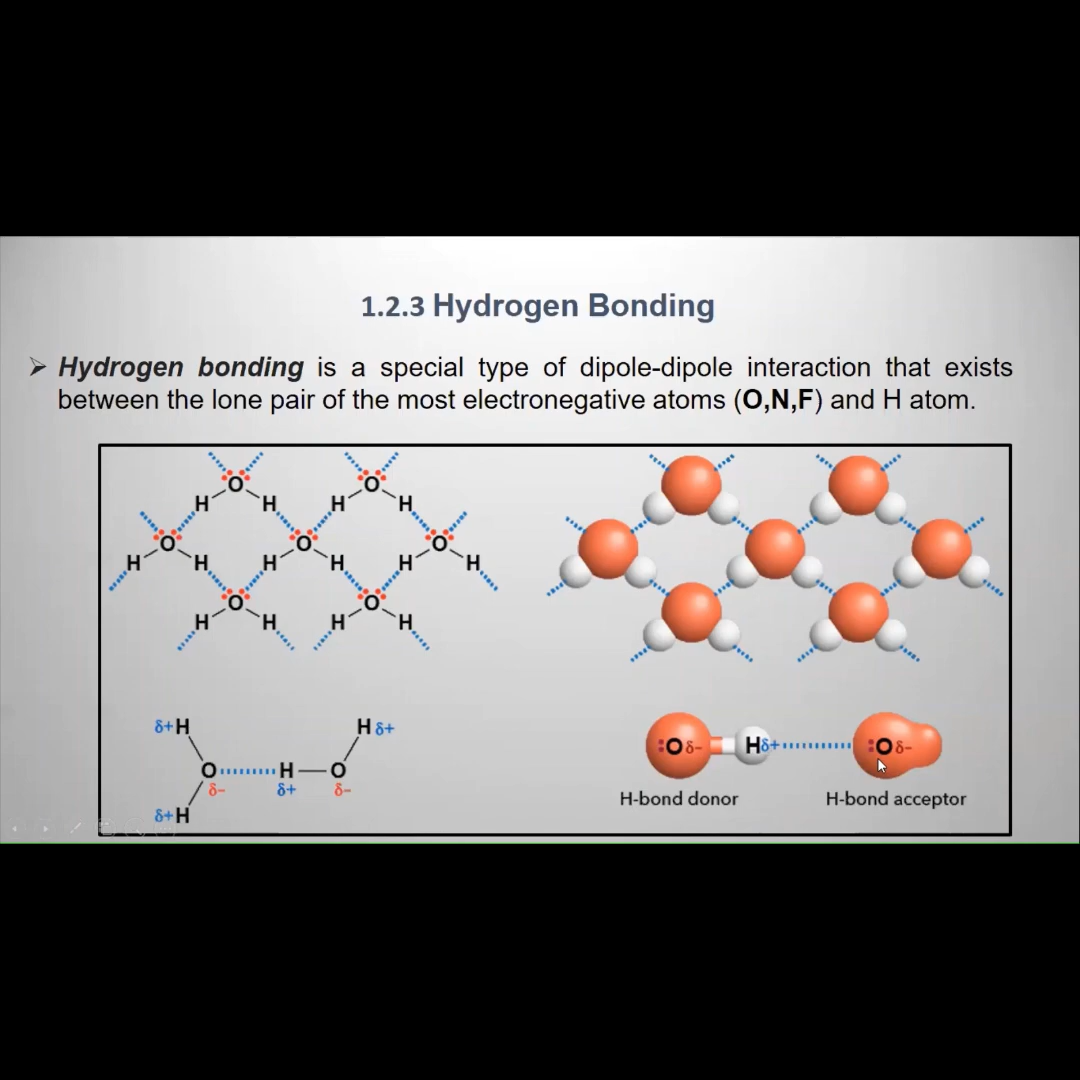 1.2.3 Hydrogen Bonding
➢ Hydrogen bonding is a special type of dipole-dipole interaction that exists
between the lone pair of the most electronegative atoms (O,N,F) and H atom.
O O
H H H H
O O O
H H H H H H
O O
H H H H
δ+ H H δ+
O H O
δ− δ+ δ−
δ+ H
:O δ− H δ+ :O δ−
H-bond donor H-bond acceptor